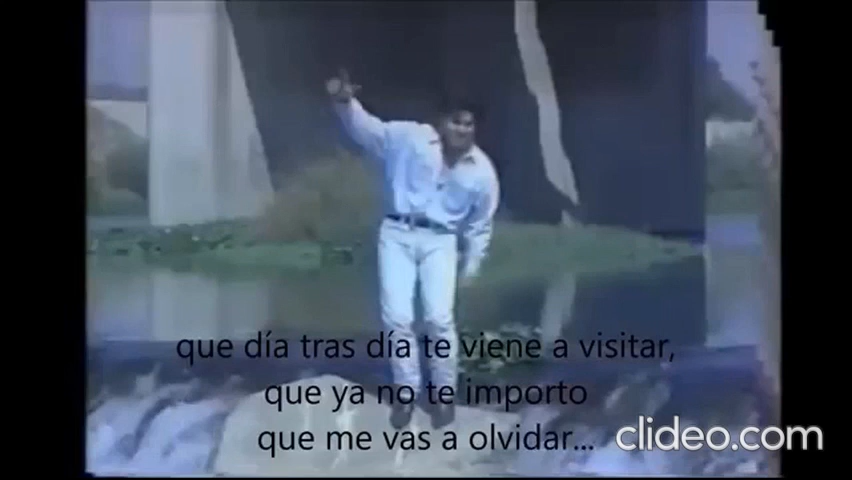 que día tras día te viene a visitar,
que ya no te importo
que me vas a olvidar...
clideo.com